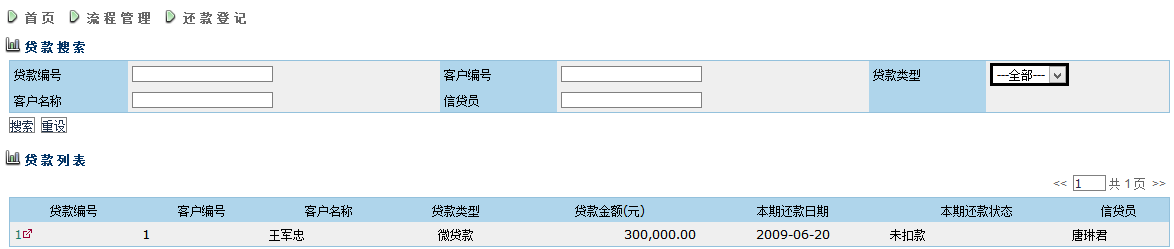 首页 流程管理 还款登记
贷款搜索
贷款编号 客户编号 贷款类型 ---全部---
客户名称 信贷员
搜索 重设
贷款列表
<< 1 共 1 页 >>
贷款编号 客户编号 客户名称 贷款类型 贷款金额(元) 本期还款日期 本期还款状态 信贷员
1 1 王军忠 微贷款 300,000.00 2009-06-20 未扣款 唐琳君